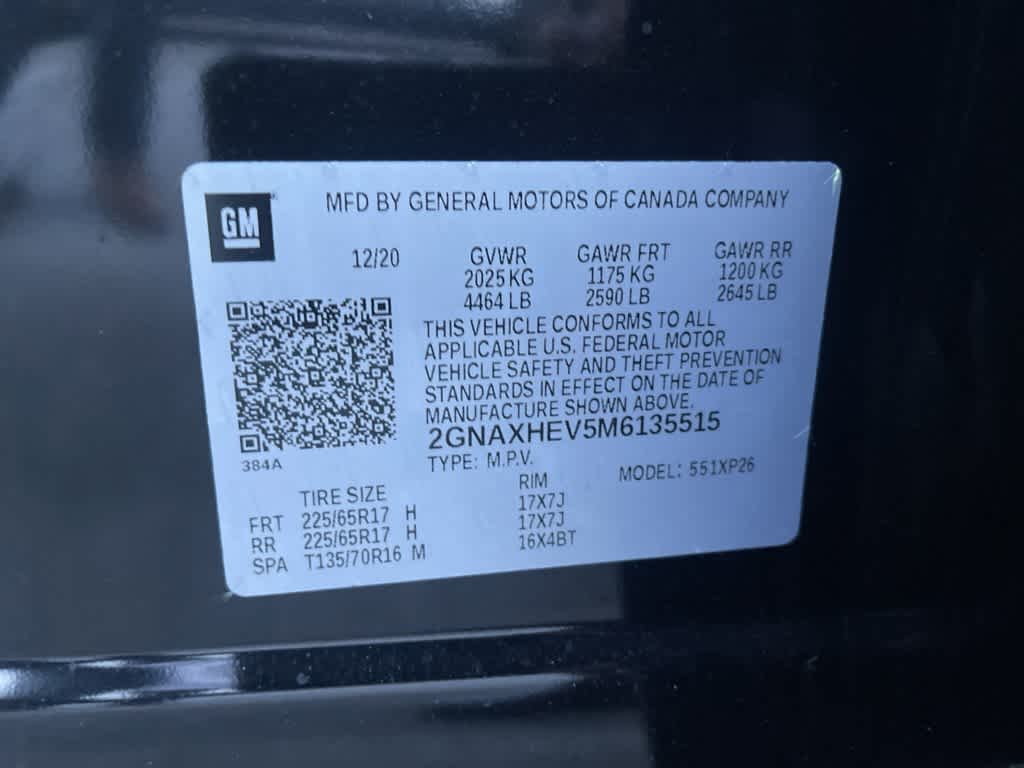 GM
MFD BY GENERAL MOTORS OF CANADA COMPANY
12/20 GVWR GAWR FRT GAWR RR
2025 KG 1175 KG 1200 KG
4464 LB 2590 LB 2645 LB
THIS VEHICLE CONFORMS TO ALL
APPLICABLE U.S. FEDERAL MOTOR
VEHICLE SAFETY AND THEFT PREVENTION
STANDARDS IN EFFECT ON THE DATE OF
MANUFACTURE SHOWN ABOVE.
2GNAXHEV5M6135515
384A
TYPE: M.P.V. MODEL: 551XP26
TIRE SIZE RIM
FRT 225/65R17 H 17X7J
RR 225/65R17 H 17X7J
SPA T135/70R16 M 16X4BT